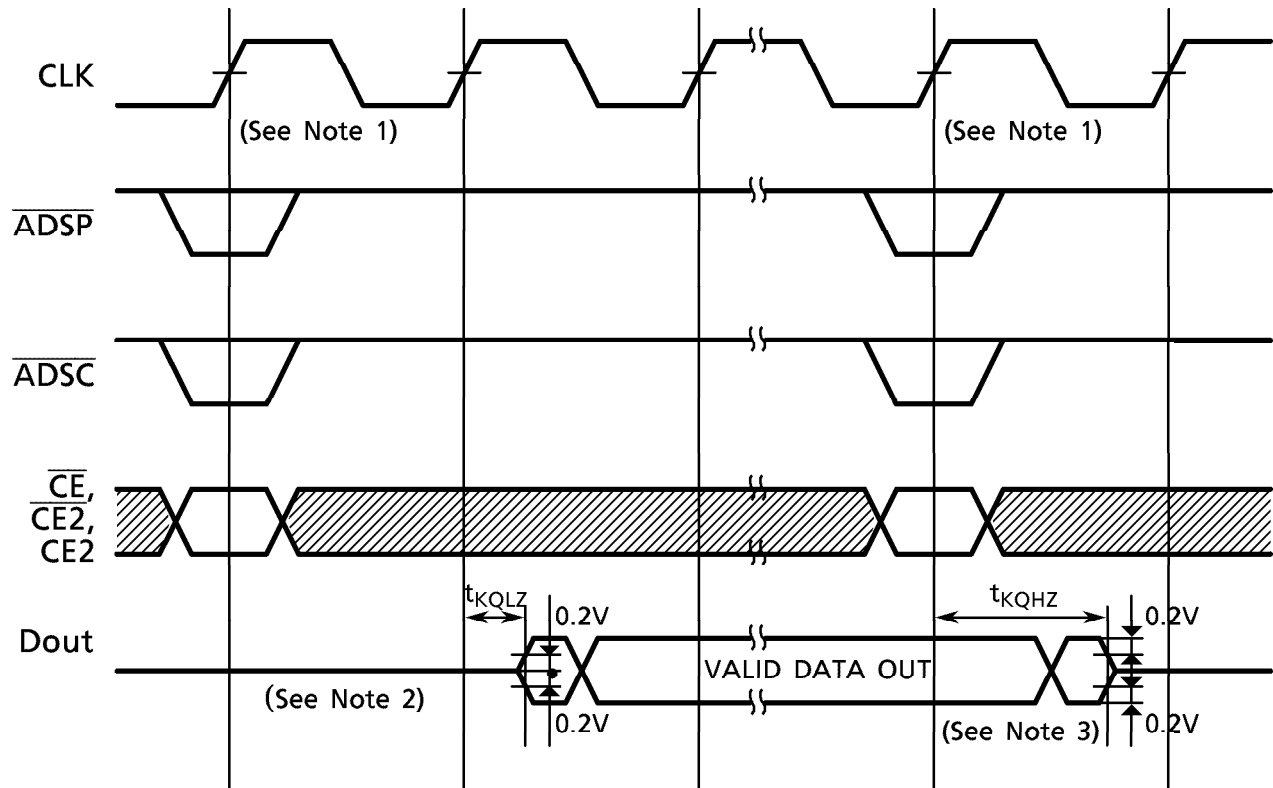 CLK
(See Note 1)
(See Note 1)
ADSP
ADSC
CE,
CE2,
CE2
tKQLZ
tKQHZ
0.2V
0.2V
Dout
VALID DATA OUT
(See Note 2)
(See Note 3)
0.2V
0.2V